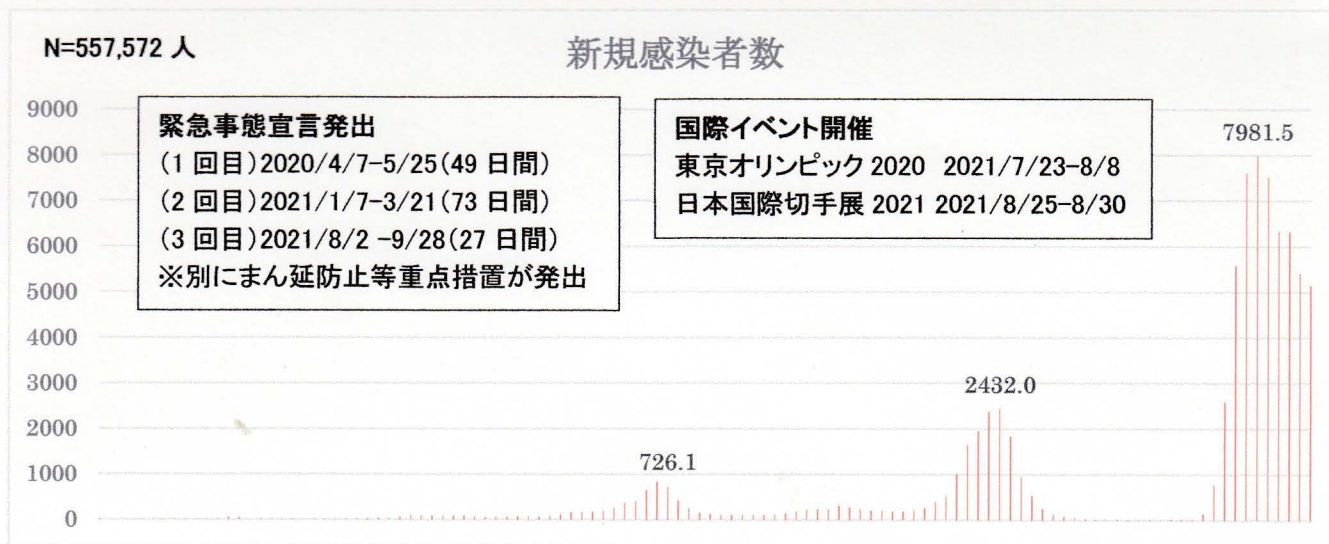 N=557,572 人
新規感染者数
9000
8000
7000
6000
5000
4000
3000
2000
1000
0
緊急事態宣言発出
(1 回目)2020/4/7-5/25(49 日間)
(2 回目)2021/1/7-3/21(73 日間)
(3 回目)2021/8/2 -9/28(27 日間)
※別にまん延防止等重点措置が発出
国際イベント開催
東京オリンピック 2020 2021/7/23-8/8
日本国際切手展 2021 2021/8/25-8/30
726.1
2432.0
7981.5